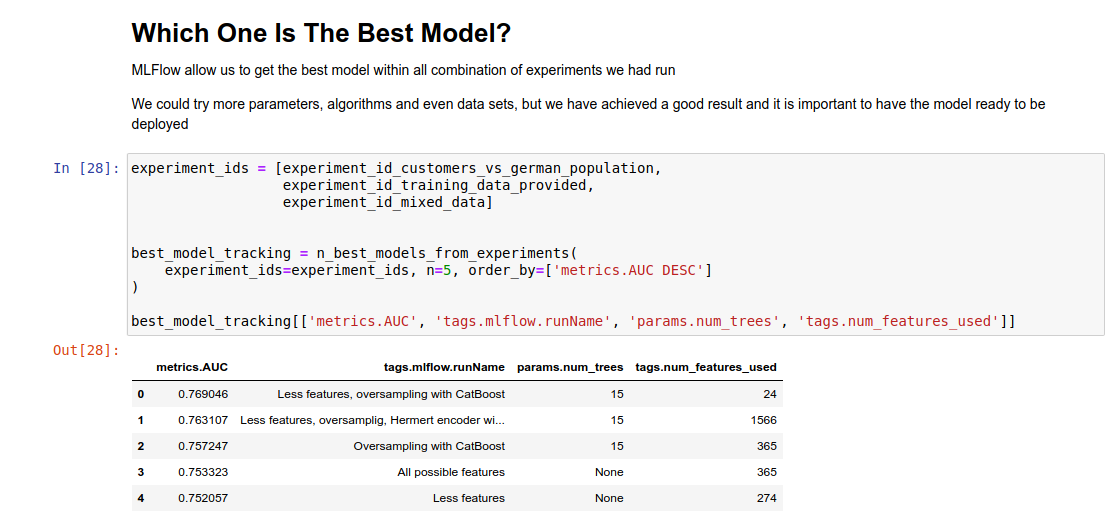 Which One Is The Best Model?
MLFlow allow us to get the best model within all combination of experiments we had run
We could try more parameters, algorithms and even data sets, but we have achieved a good result and it is important to have the model ready to be
deployed
In [28]: experiment_ids = [experiment_id_customers_vs_german_population,
experiment_id_training_data_provided,
experiment_id_mixed_data]
best_model_tracking = n_best_models_from_experiments(
experiment_ids=experiment_ids, n=5, order_by=['metrics.AUC DESC']
)
best_model_tracking[['metrics.AUC', 'tags.mlflow.runName', 'params.num_trees', 'tags.num_features_used']]
Out[28]:
metrics.AUC tags.mlflow.runName params.num_trees tags.num_features_used
0 0.769046 Less features, oversampling with CatBoost 15 24
1 0.763107 Less features, oversamplig, Hermert encoder wi... 15 1566
2 0.757247 Oversampling with CatBoost 15 365
3 0.753323 All possible features None 365
4 0.752057 Less features None 274